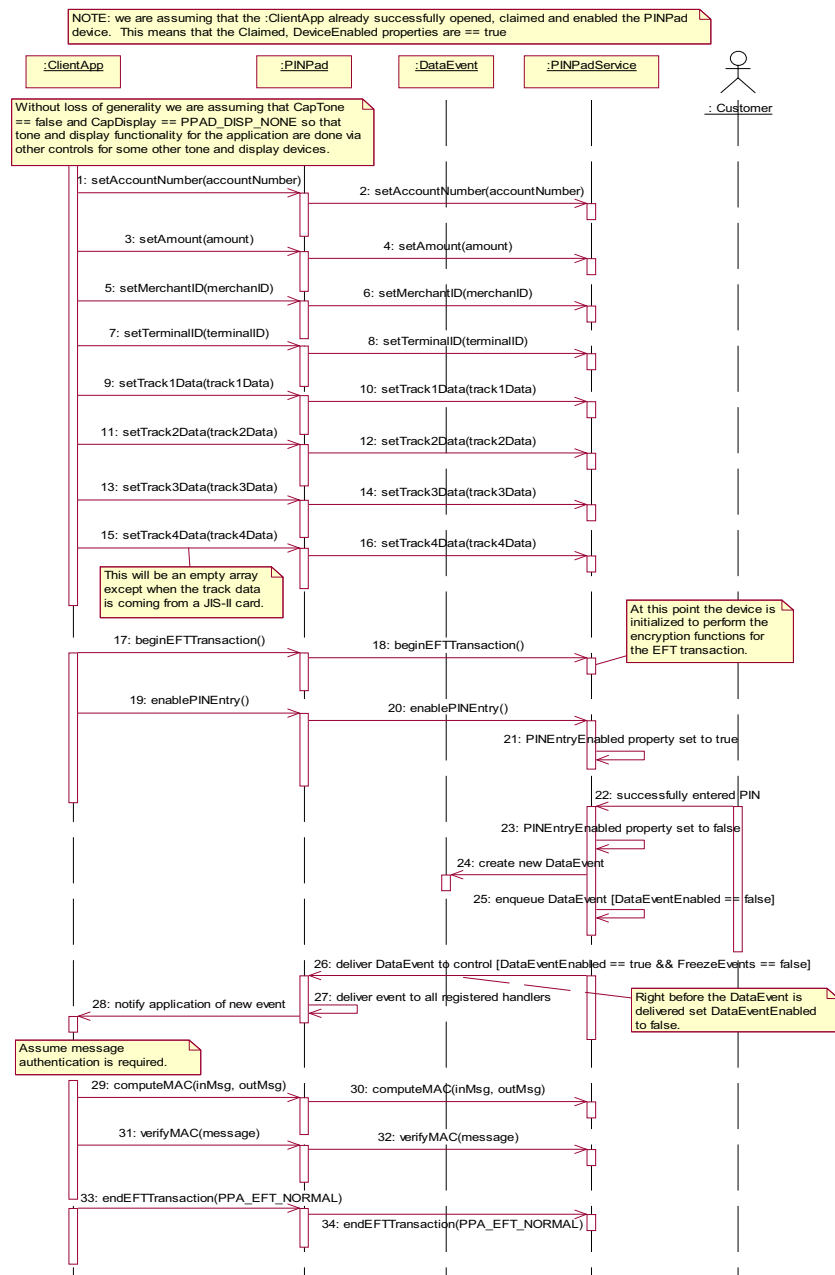 NOTE: we are assuming that the :ClientApp already successfully opened, claimed and enabled the PINPad
device.  This means that the Claimed, DeviceEnabled properties are == true
:ClientApp
:PINPad
:DataEvent
:PINPadService
: Customer
Without loss of generality we are assuming that CapTone
== false and CapDisplay == PPAD_DISP_NONE so that
tone and display functionality for the application are done via
other controls for some other tone and display devices.
1: setAccountNumber(accountNumber)
2: setAccountNumber(accountNumber)
3: setAmount(amount)
4: setAmount(amount)
5: setMerchantID(merchanID)
6: setMerchantID(merchanID)
7: setTerminalID(terminalID)
8: setTerminalID(terminalID)
9: setTrack1Data(track1Data)
10: setTrack1Data(track1Data)
11: setTrack2Data(track2Data)
12: setTrack2Data(track2Data)
13: setTrack3Data(track3Data)
14: setTrack3Data(track3Data)
15: setTrack4Data(track4Data)
16: setTrack4Data(track4Data)
This will be an empty array
except when the track data
is coming from a JIS-II card.
At this point the device is
initialized to perform the
encryption functions for
the EFT transaction.
17: beginEFTTransaction()
18: beginEFTTransaction()
19: enablePINEntry()
20: enablePINEntry()
21: PINEntryEnabled property set to true
22: successfully entered PIN
23: PINEntryEnabled property set to false
24: create new DataEvent
25: enqueue DataEvent [DataEventEnabled == false]
26: deliver DataEvent to control [DataEventEnabled == true && FreezeEvents == false]
27: deliver event to all registered handlers
28: notify application of new event
Right before the DataEvent is
delivered set DataEventEnabled
to false.
Assume message
authentication is required.
29: computeMAC(inMsg, outMsg)
30: computeMAC(inMsg, outMsg)
31: verifyMAC(message)
32: verifyMAC(message)
33: endEFTTransaction(PPA_EFT_NORMAL)
34: endEFTTransaction(PPA_EFT_NORMAL)